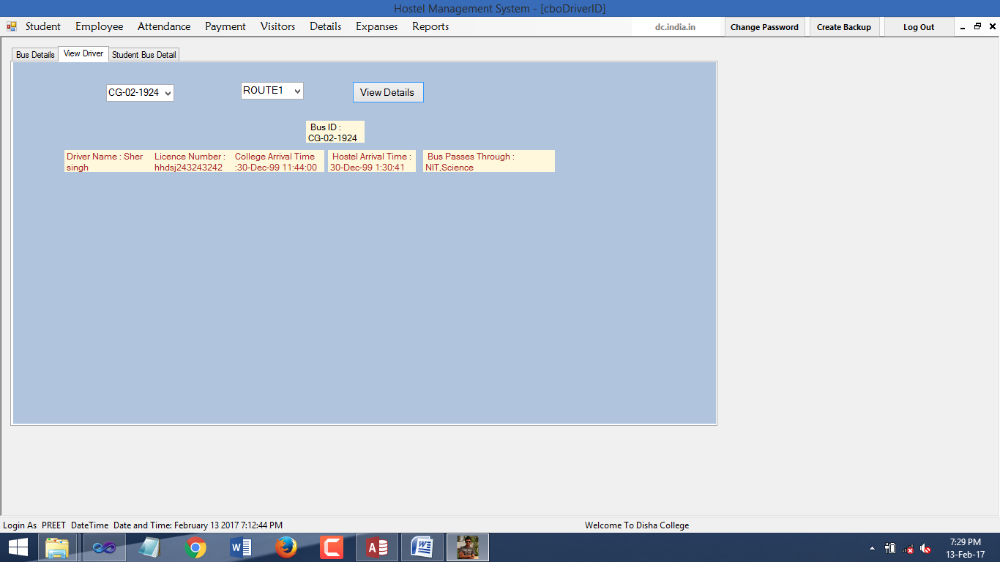 Hostel Management System - [cboDriverID]
Student Employee Attendance Payment Visitors Details Expanses Reports dc.india.in Change Password Create Backup Log Out
Bus Details View Driver Student Bus Detail
CG-02-1924 ROUTE1 View Details
Bus ID :
CG-02-1924
Driver Name : Sher Licence Number : College Arrival Time Hostel Arrival Time : Bus Passes Through :
singh hhdsj243243242 :30-Dec-99 11:44:00 30-Dec-99 1:30:41 NIT,Science
Login As PREET DateTime Date and Time: February 13 2017 7:12:44 PM Welcome To Disha College
7:29 PM
13-Feb-17